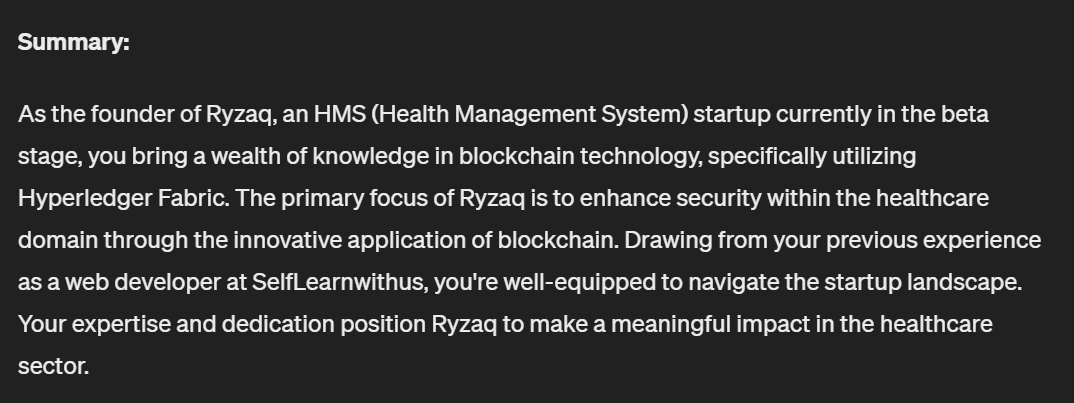 Summary:
As the founder of Ryzaq, an HMS (Health Management System) startup currently in the beta
stage, you bring a wealth of knowledge in blockchain technology, specifically utilizing
Hyperledger Fabric. The primary focus of Ryzaq is to enhance security within the healthcare
domain through the innovative application of blockchain. Drawing from your previous experience
as a web developer at SelfLearnwithus, you're well-equipped to navigate the startup landscape.
Your expertise and dedication position Ryzaq to make a meaningful impact in the healthcare
sector.